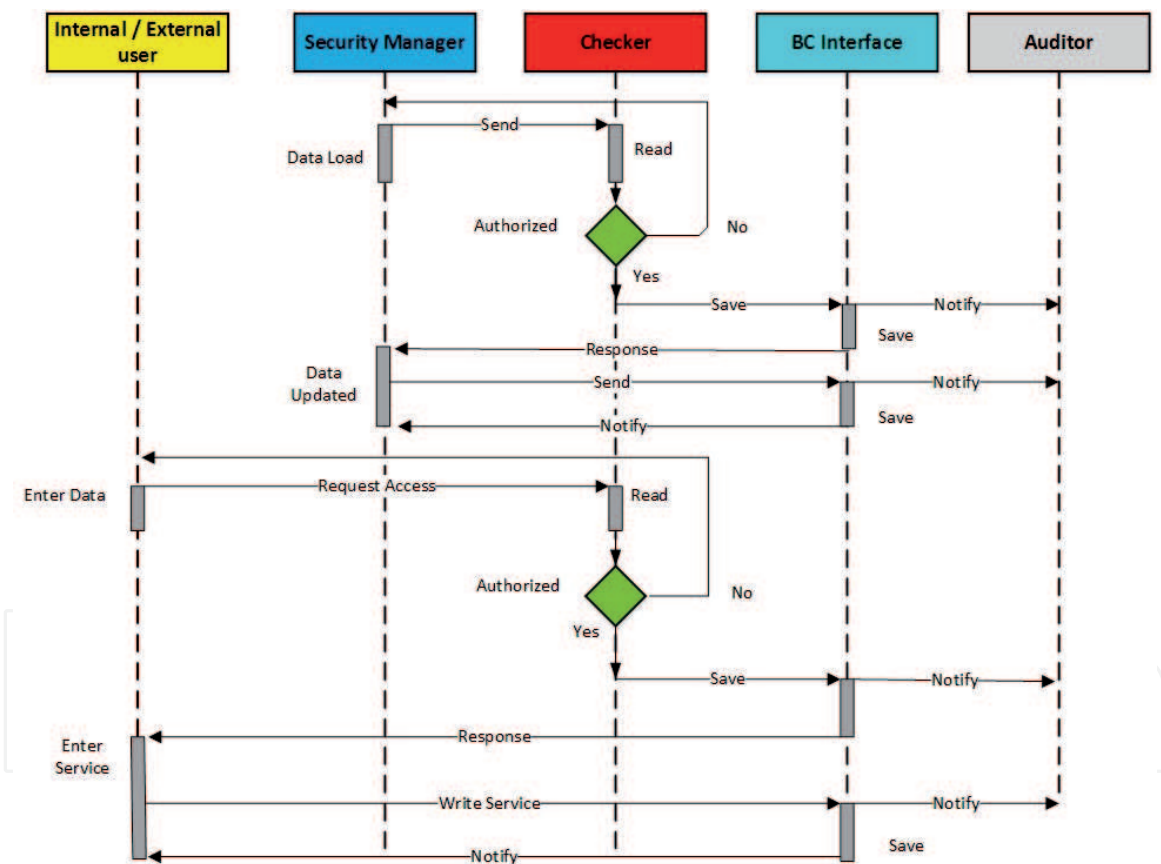 Internal / External
user
Security Manager
Checker
BC Interface
Auditor
Send
Data Load
Read
Authorized
No
Yes
Save
Notify
Save
Response
Data
Updated
Send
Notify
Save
Notify
Enter Data
Request Access
Read
Authorized
No
Yes
Save
Notify
Response
Enter
Service
Write Service
Notify
Save
Notify